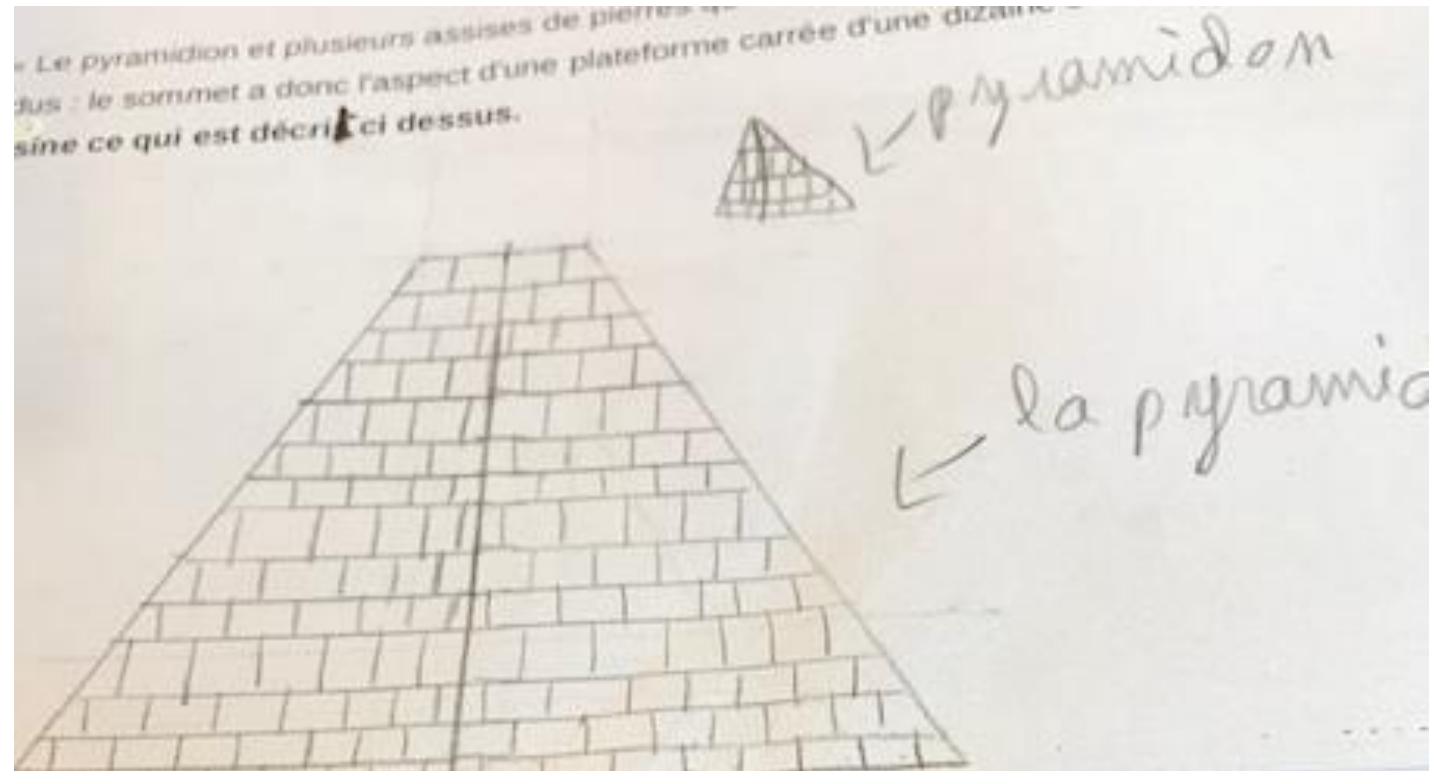 « Le pyramidion et plusieurs assises de pierres
dus : le sommet a donc l'aspect d'une plateforme carrée d'une dizaine
sine ce qui est décrit ci dessus.
pyramidon
la pyramid